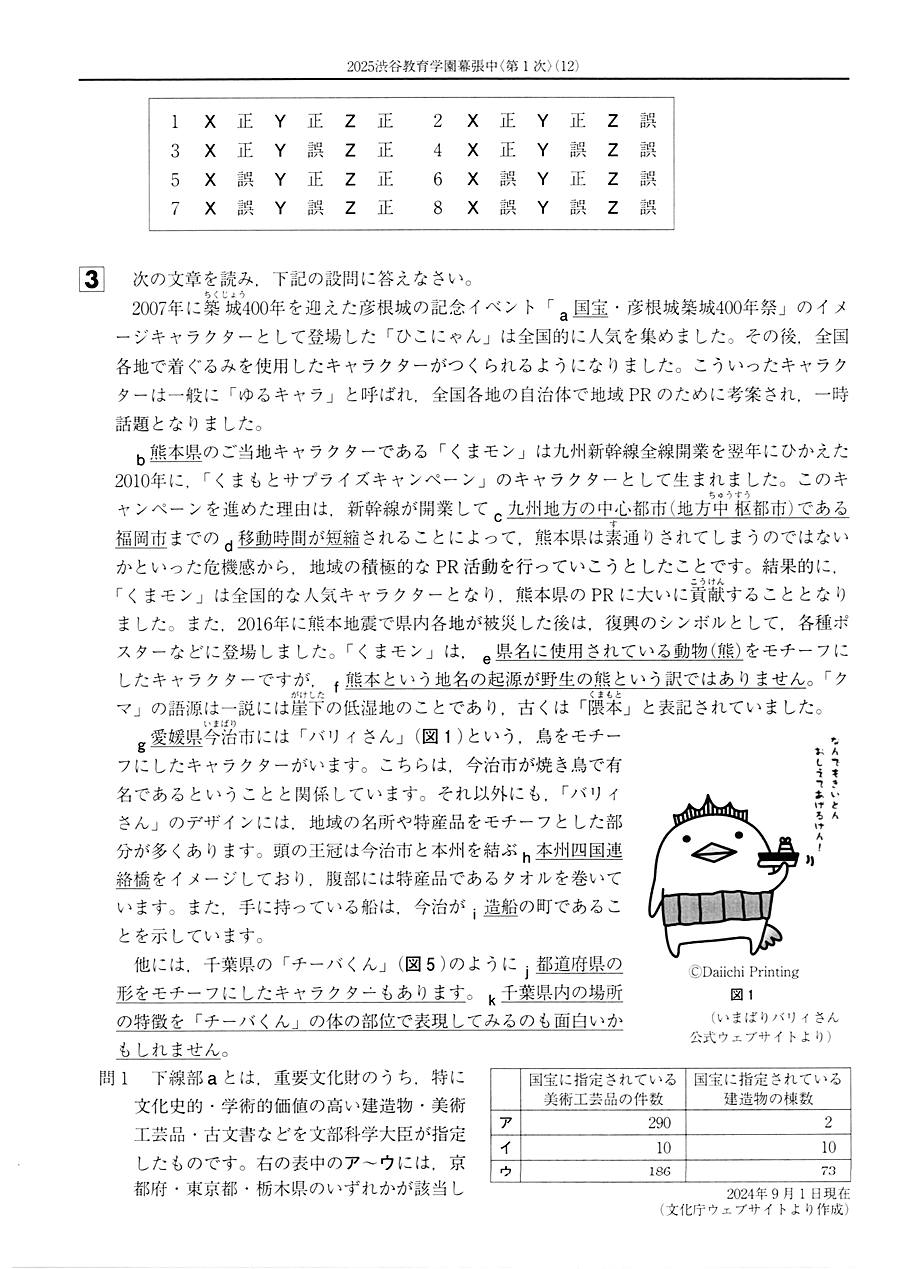 2025渋谷教育学園幕張中〈第1次〉(12)
1 X 正 Y 正 Z 正 2 X 正 Y 正 Z 誤
3 X 正 Y 誤 Z 正 4 X 正 Y 誤 Z 誤
5 X 誤 Y 正 Z 正 6 X 誤 Y 正 Z 誤
7 X 誤 Y 誤 Z 正 8 X 誤 Y 誤 Z 誤
3 次の文章を読み，下記の設問に答えなさい。
ちくじょう
2007年に築城400年を迎えた彦根城の記念イベント「a国宝・彦根城築城400年祭」のイメ
ージキャラクターとして登場した「ひこにゃん」は全国的に人気を集めました。その後，全国
各地で着ぐるみを使用したキャラクターがつくられるようになりました。こういったキャラク
ターは一般に「ゆるキャラ」と呼ばれ，全国各地の自治体で地域PRのために考案され，一時
話題となりました。
b熊本県のご当地キャラクターである「くまモン」は九州新幹線全線開業を翌年にひかえた
2010年に，「くまもとサプライズキャンペーン」のキャラクターとして生まれました。このキ
ちゅうすう
ャンペーンを進めた理由は，新幹線が開業してc九州地方の中心都市(地方中枢都市)である
す
福岡市までのd移動時間が短縮されることによって，熊本県は素通りされてしまうのではない
かといった危機感から，地域の積極的なPR活動を行っていこうとしたことです。結果的に，
こうけん
「くまモン」は全国的な人気キャラクターとなり，熊本県のPRに大いに貢献することとなり
ました。また，2016年に熊本地震で県内各地が被災した後は，復興のシンボルとして，各種ポ
スターなどに登場しました。「くまモン」は，e県名に使用されている動物(熊)をモチーフに
したキャラクターですが，f熊本という地名の起源が野生の熊という訳ではありません。「ク
がけした くまもと
マ」の語源は一説には崖下の低湿地のことであり，古くは「隈本」と表記されていました。
いまばり
g愛媛県今治市には「バリィさん」(図1)という，鳥をモチー
フにしたキャラクターがいます。こちらは，今治市が焼き鳥で有
名であるということと関係しています。それ以外にも，「バリィ
さん」のデザインには，地域の名所や特産品をモチーフとした部
分が多くあります。頭の王冠は今治市と本州を結ぶh本州四国連
絡橋をイメージしており，腹部には特産品であるタオルを巻いて
います。また，手に持っている船は，今治がi造船の町であるこ
とを示しています。
他には，千葉県の「チーバくん」(図5)のようにj都道府県の
形をモチーフにしたキャラクターもあります。k千葉県内の場所
の特徴を「チーバくん」の体の部位で表現してみるのも面白いか
もしれません。
なんでもきいとん
おしえてあげるけん！
©Daiichi Printing
図1
(いまばりバリィさん
公式ウェブサイトより)
問1 下線部aとは，重要文化財のうち，特に
文化史的・学術的価値の高い建造物・美術
工芸品・古文書などを文部科学大臣が指定
したものです。右の表中のア〜ウには，京
都府・東京都・栃木県のいずれかが該当し
国宝に指定されている 国宝に指定されている
美術工芸品の件数 建造物の棟数
ア 290 2
イ 10 10
ウ 186 73
2024年9月1日現在
(文化庁ウェブサイトより作成)